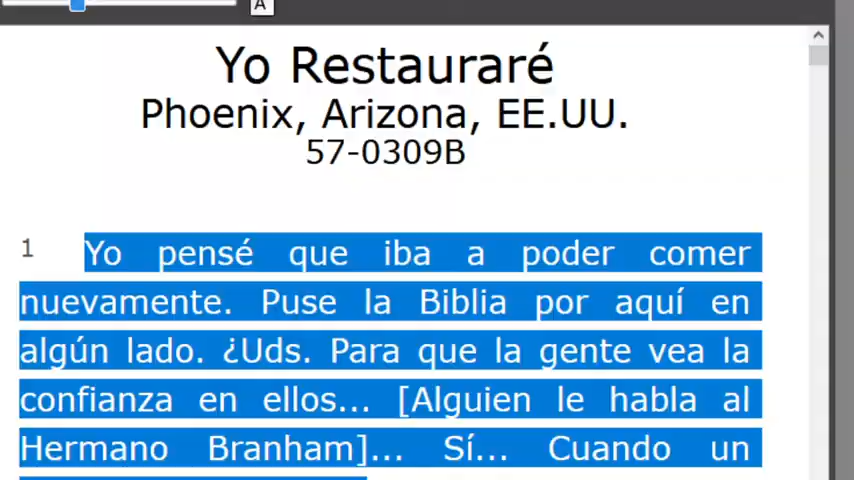 A
Yo Restauraré
Phoenix, Arizona, EE.UU.
57-0309B
1 Yo pensé que iba a poder comer
nuevamente. Puse la Biblia por aquí en
algún lado. ¿Uds. Para que la gente vea la
confianza en ellos... [Alguien le habla al
Hermano Branham]... Sí... Cuando un